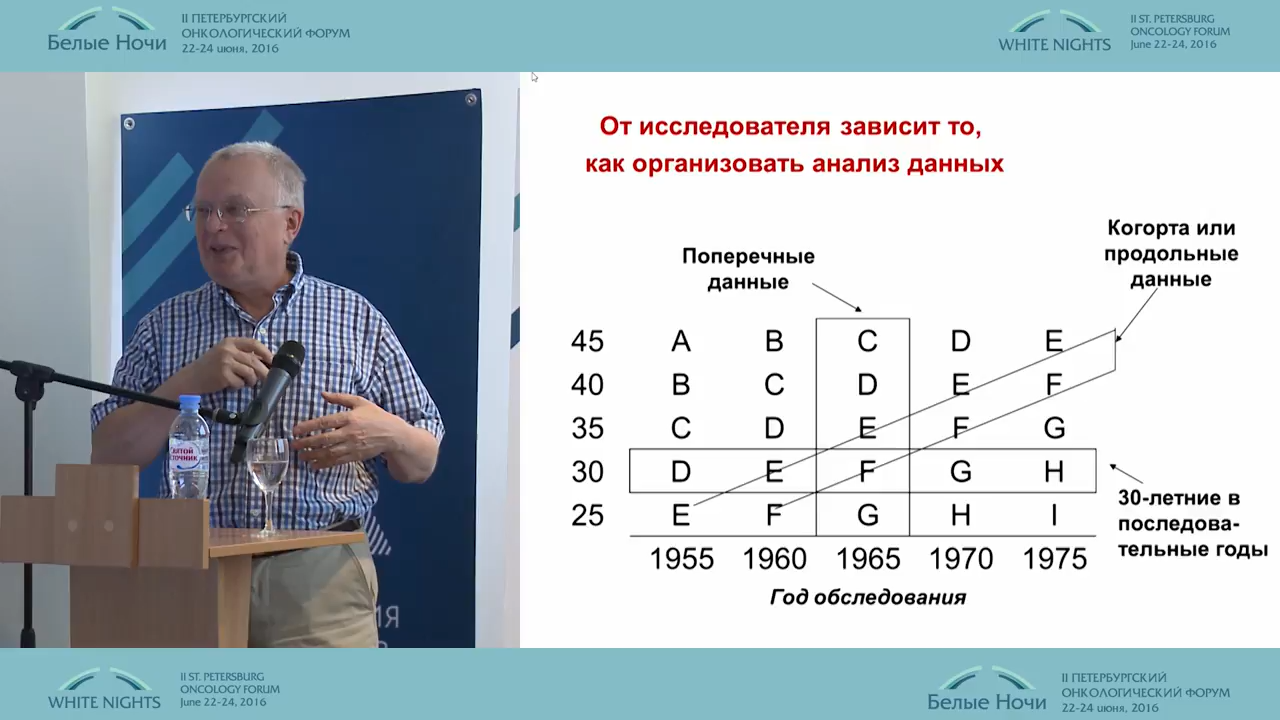 II ПЕТЕРБУРГСКИЙ
ОНКОЛОГИЧЕСКИЙ ФОРУМ
Белые Ночи
22-24 июня, 2016
II ST. PETERSBURG
ONCOLOGY FORUM
WHITE NIGHTS
June 22-24, 2016
От исследователя зависит то,
как организовать анализ данных
Когорта или
продольные
данные
Поперечные
данные
45 A B C D E
40 B C D E F
35 C D E F G
30 D E F G H
25 E F G H I
1955 1960 1965 1970 1975
Год обследования
30-летние в
последова-
тельные годы
ИЯ
II ST. PETERSBURG
ONCOLOGY FORUM
WHITE NIGHTS
June 22-24, 2016
II ПЕТЕРБУРГСКИЙ
ОНКОЛОГИЧЕСКИЙ ФОРУМ
Белые Ночи
22-24 июня, 2016